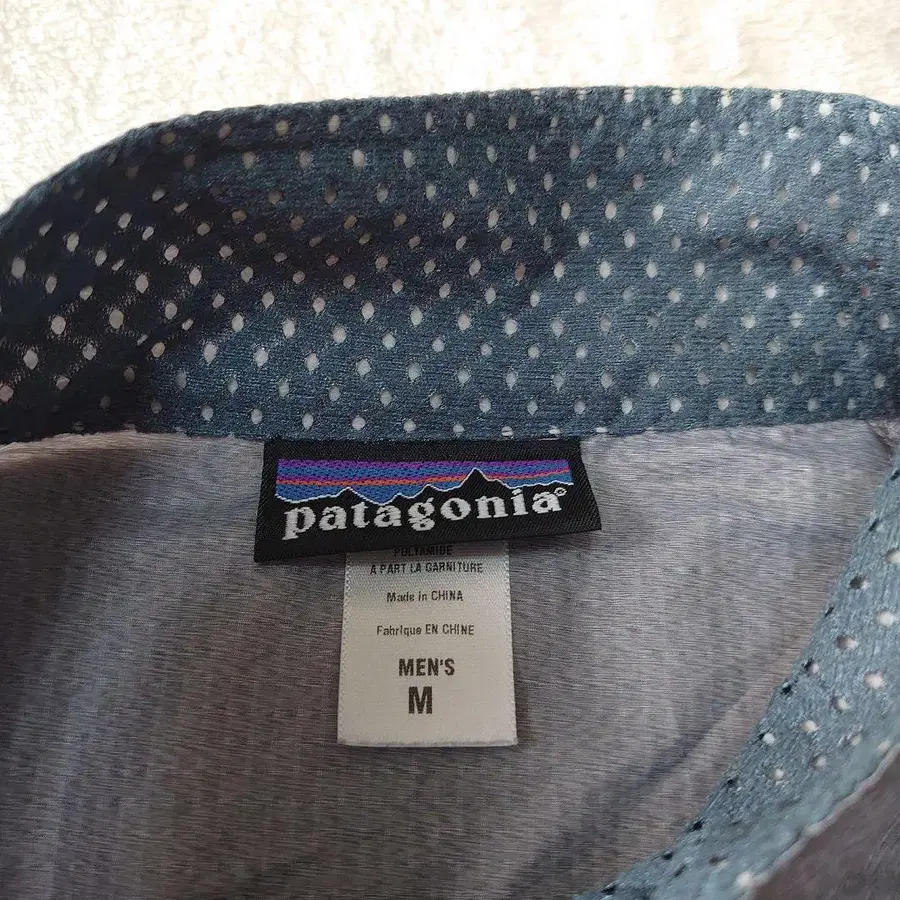 patagonia®
POLYAMIDE
A PART LA GARNITURE
Made in CHINA
Fabriqué EN CHINE
MEN'S
M